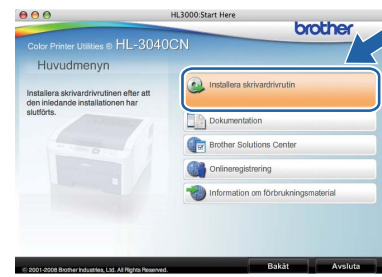 HL3000:Start Here
brother
Color Printer Utilities © HL-3040CN
Huvudmenyn
Installera skrivardrivrutinen efter att
den inledande installationen har
slutförts.
Installera skrivardrivrutin
Dokumentation
Brother Solutions Center
Onlineregistrering
Information om förbrukningsmaterial
© 2001-2008 Brother Industries, Ltd. All Rights Reserved.
Bakåt
Avsluta